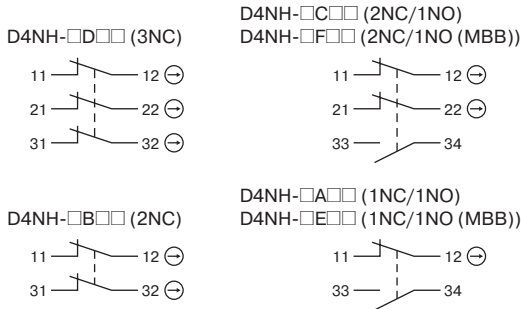 D4NH-□D□□ (3NC)
11 12
21 22
31 32
D4NH-□C□□ (2NC/1NO)
D4NH-□F□□ (2NC/1NO (MBB))
11 12
21 22
33 34
D4NH-□B□□ (2NC)
11 12
31 32
D4NH-□A□□ (1NC/1NO)
D4NH-□E□□ (1NC/1NO (MBB))
11 12
33 34